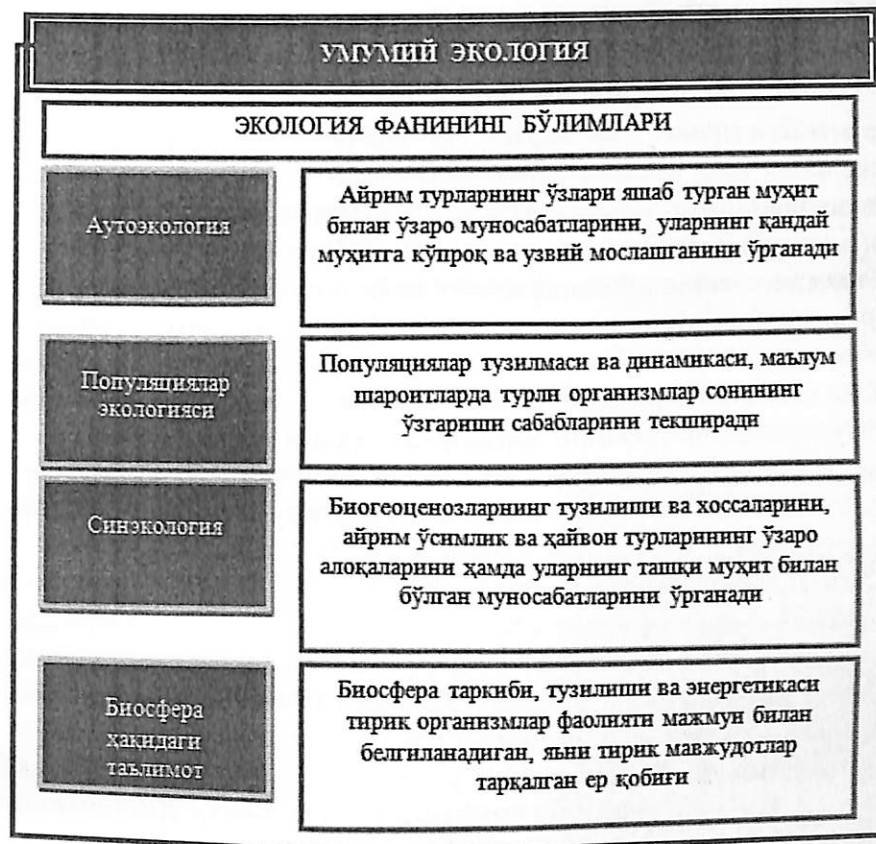 УМУМИЙ ЭКОЛОГИЯ
ЭКОЛОГИЯ ФАНИНИНГ БЎЛИМЛАРИ
Аутоэкология
Айрим турларнинг ўзлари яшаб турган муҳит
билан ўзаро муносабатларини, уларнинг қандай
муҳитга кўпроқ ва узвий мослашганини ўрганади
Популяциялар
экологияси
Популяциялар тузилмаси ва динамикаси, маълум
шароитларда турли организмлар сонининг
ўзгариши сабабларини текширади
Синэкология
Биогеоценозларнинг тузилиши ва хоссаларини,
айрим ўсимлик ва ҳайвон турларининг ўзаро
алоқаларини ҳамда уларнинг ташқи муҳит билан
бўлган муносабатларини ўрганади
Биосфера
ҳақидаги
таълимот
Биосфера таркиби, тузилиши ва энергетикаси
тирик организмлар фаолияти мажмуи билан
белгиланадиган, яъни тирик мавжудотлар
тарқалган ер қобиғи